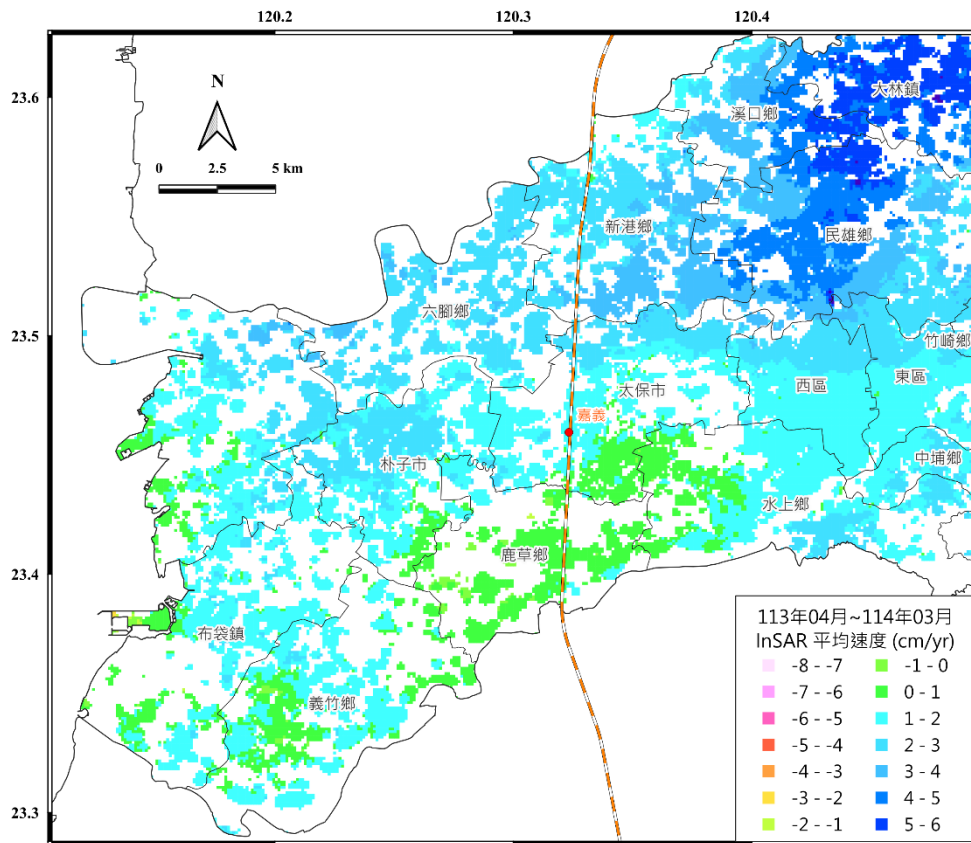 120.2
120.3
120.4
23.6
23.5
23.4
23.3
N
0 2.5 5 km
大林鎮
溪口鄉
新港鄉
民雄鄉
六腳鄉
竹崎鄉
東區
西區
太保市
嘉義
朴子市
中埔鄉
水上鄉
鹿草鄉
布袋鎮
義竹鄉
113年04月~114年03月
InSAR 平均速度 (cm/yr)
-8 - -7
-7 - -6
-6 - -5
-5 - -4
-4 - -3
-3 - -2
-2 - -1
-1 - 0
0 - 1
1 - 2
2 - 3
3 - 4
4 - 5
5 - 6